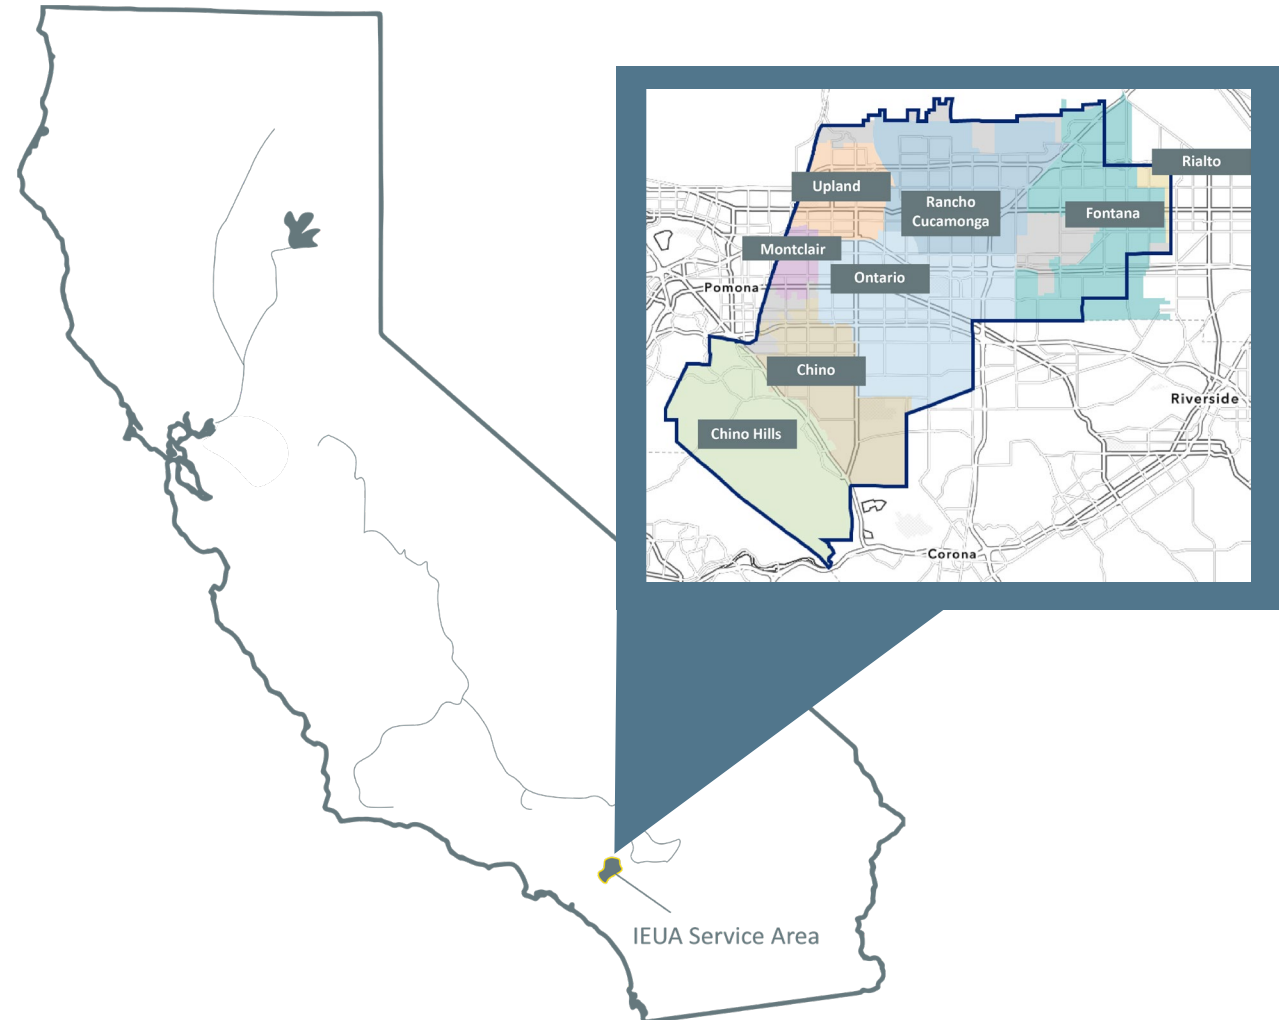 Rialto
Upland
Rancho
Cucamonga
Fontana
Montclair
Ontario
Pomona
Chino
Riverside
Chino Hills
Corona
IEUA Service Area